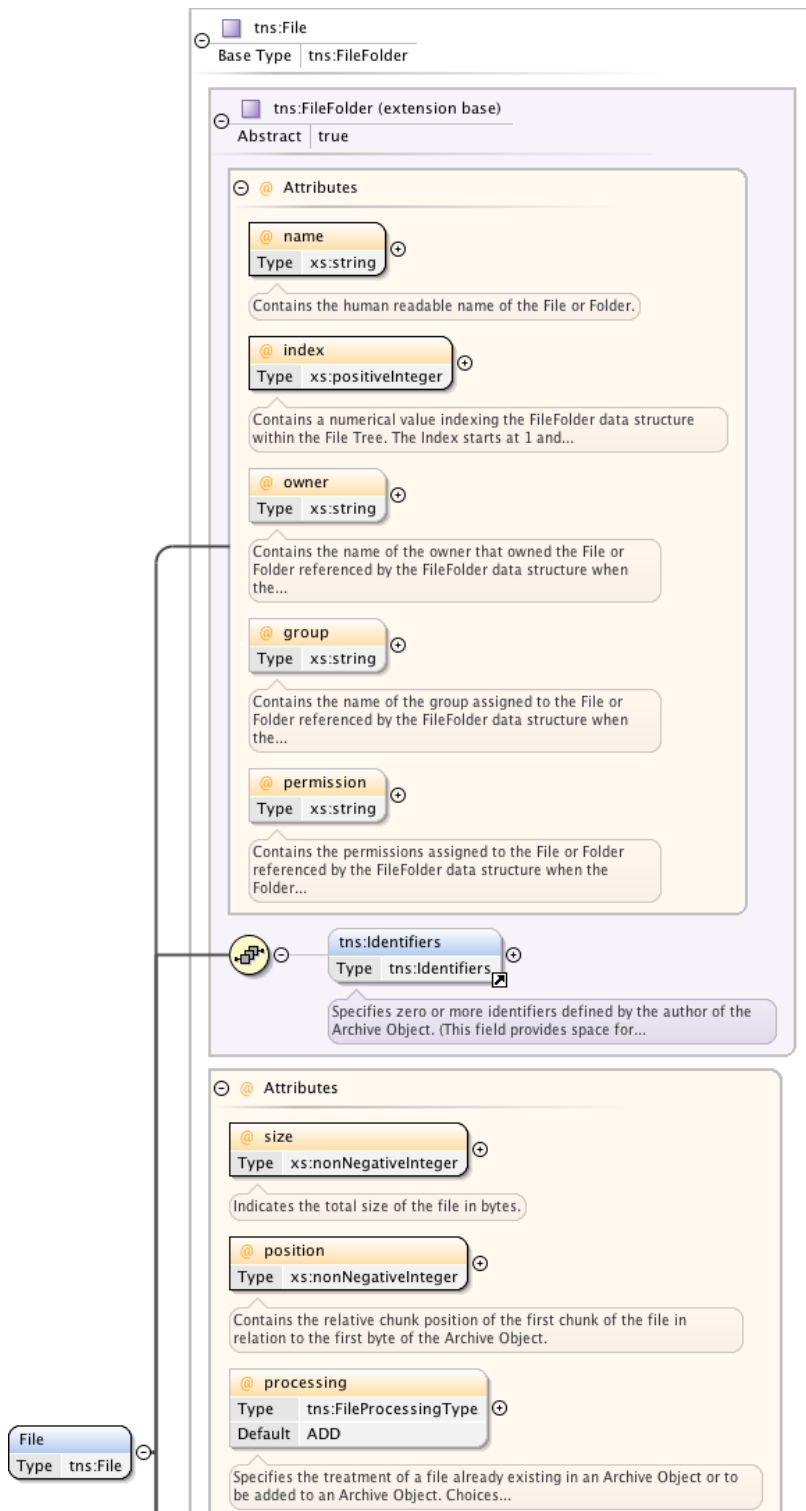 tns:File
Base Type tns:FileFolder
tns:FileFolder (extension base)
Abstract true
@ Attributes
@ name
Type xs:string
Contains the human readable name of the File or Folder.
@ index
Type xs:positiveInteger
Contains a numerical value indexing the FileFolder data structure
within the File Tree. The Index starts at 1 and...
@ owner
Type xs:string
Contains the name of the owner that owned the File or
Folder referenced by the FileFolder data structure when
the...
@ group
Type xs:string
Contains the name of the group assigned to the File or
Folder referenced by the FileFolder data structure when
the...
@ permission
Type xs:string
Contains the permissions assigned to the File or Folder
referenced by the FileFolder data structure when the
Folder...
tns:Identifiers
Type tns:Identifiers
Specifies zero or more identifiers defined by the author of the
Archive Object. (This field provides space for...
@ Attributes
@ size
Type xs:nonNegativeInteger
Indicates the total size of the file in bytes.
@ position
Type xs:nonNegativeInteger
Contains the relative chunk position of the first chunk of the file in
relation to the first byte of the Archive Object.
@ processing
Type tns:FileProcessingType
Default ADD
Specifies the treatment of a file already existing in an Archive Object or to
be added to an Archive Object. Choices...
File
Type tns:File